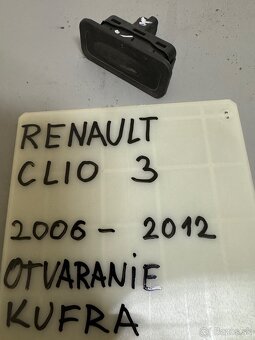 RENAULT
CLIO 3
2006 - 2012
OTVARANIE
KUFRA